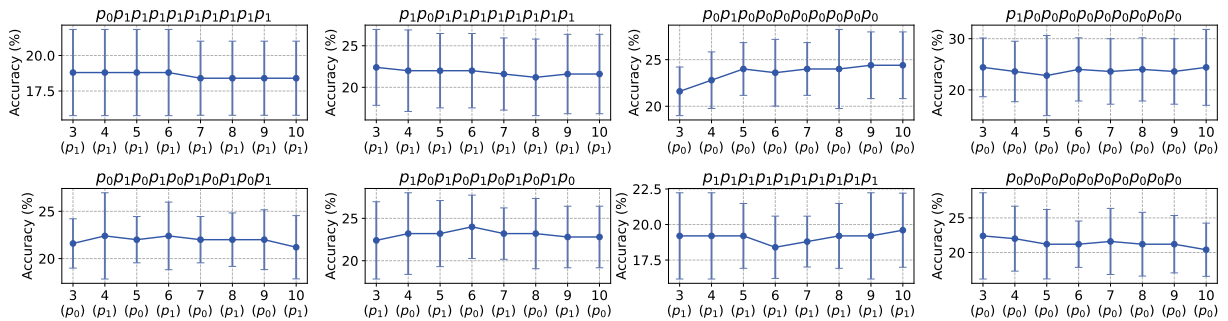 p₀p₁p₁p₁p₁p₁p₁p₁p₁p₁
Accuracy (%)
20.0
17.5
3 4 5 6 7 8 9 10
(p₁) (p₁) (p₁) (p₁) (p₁) (p₁) (p₁) (p₁)
p₁p₀p₁p₁p₁p₁p₁p₁p₁p₁
Accuracy (%)
25
20
3 4 5 6 7 8 9 10
(p₁) (p₁) (p₁) (p₁) (p₁) (p₁) (p₁) (p₁)
p₀p₁p₀p₀p₀p₀p₀p₀p₀p₀
Accuracy (%)
25
20
3 4 5 6 7 8 9 10
(p₀) (p₀) (p₀) (p₀) (p₀) (p₀) (p₀) (p₀)
p₁p₀p₀p₀p₀p₀p₀p₀p₀p₀
Accuracy (%)
30
20
3 4 5 6 7 8 9 10
(p₀) (p₀) (p₀) (p₀) (p₀) (p₀) (p₀) (p₀)
p₀p₁p₀p₁p₀p₁p₀p₁p₀p₁
Accuracy (%)
25
20
3 4 5 6 7 8 9 10
(p₀) (p₁) (p₀) (p₁) (p₀) (p₁) (p₀) (p₁)
p₁p₀p₁p₀p₁p₀p₁p₀p₁p₀
Accuracy (%)
25
20
3 4 5 6 7 8 9 10
(p₁) (p₀) (p₁) (p₀) (p₁) (p₀) (p₁) (p₀)
p₁p₁p₁p₁p₁p₁p₁p₁p₁p₁
Accuracy (%)
22.5
20.0
17.5
3 4 5 6 7 8 9 10
(p₁) (p₁) (p₁) (p₁) (p₁) (p₁) (p₁) (p₁)
p₀p₀p₀p₀p₀p₀p₀p₀p₀p₀
Accuracy (%)
25
20
3 4 5 6 7 8 9 10
(p₀) (p₀) (p₀) (p₀) (p₀) (p₀) (p₀) (p₀)